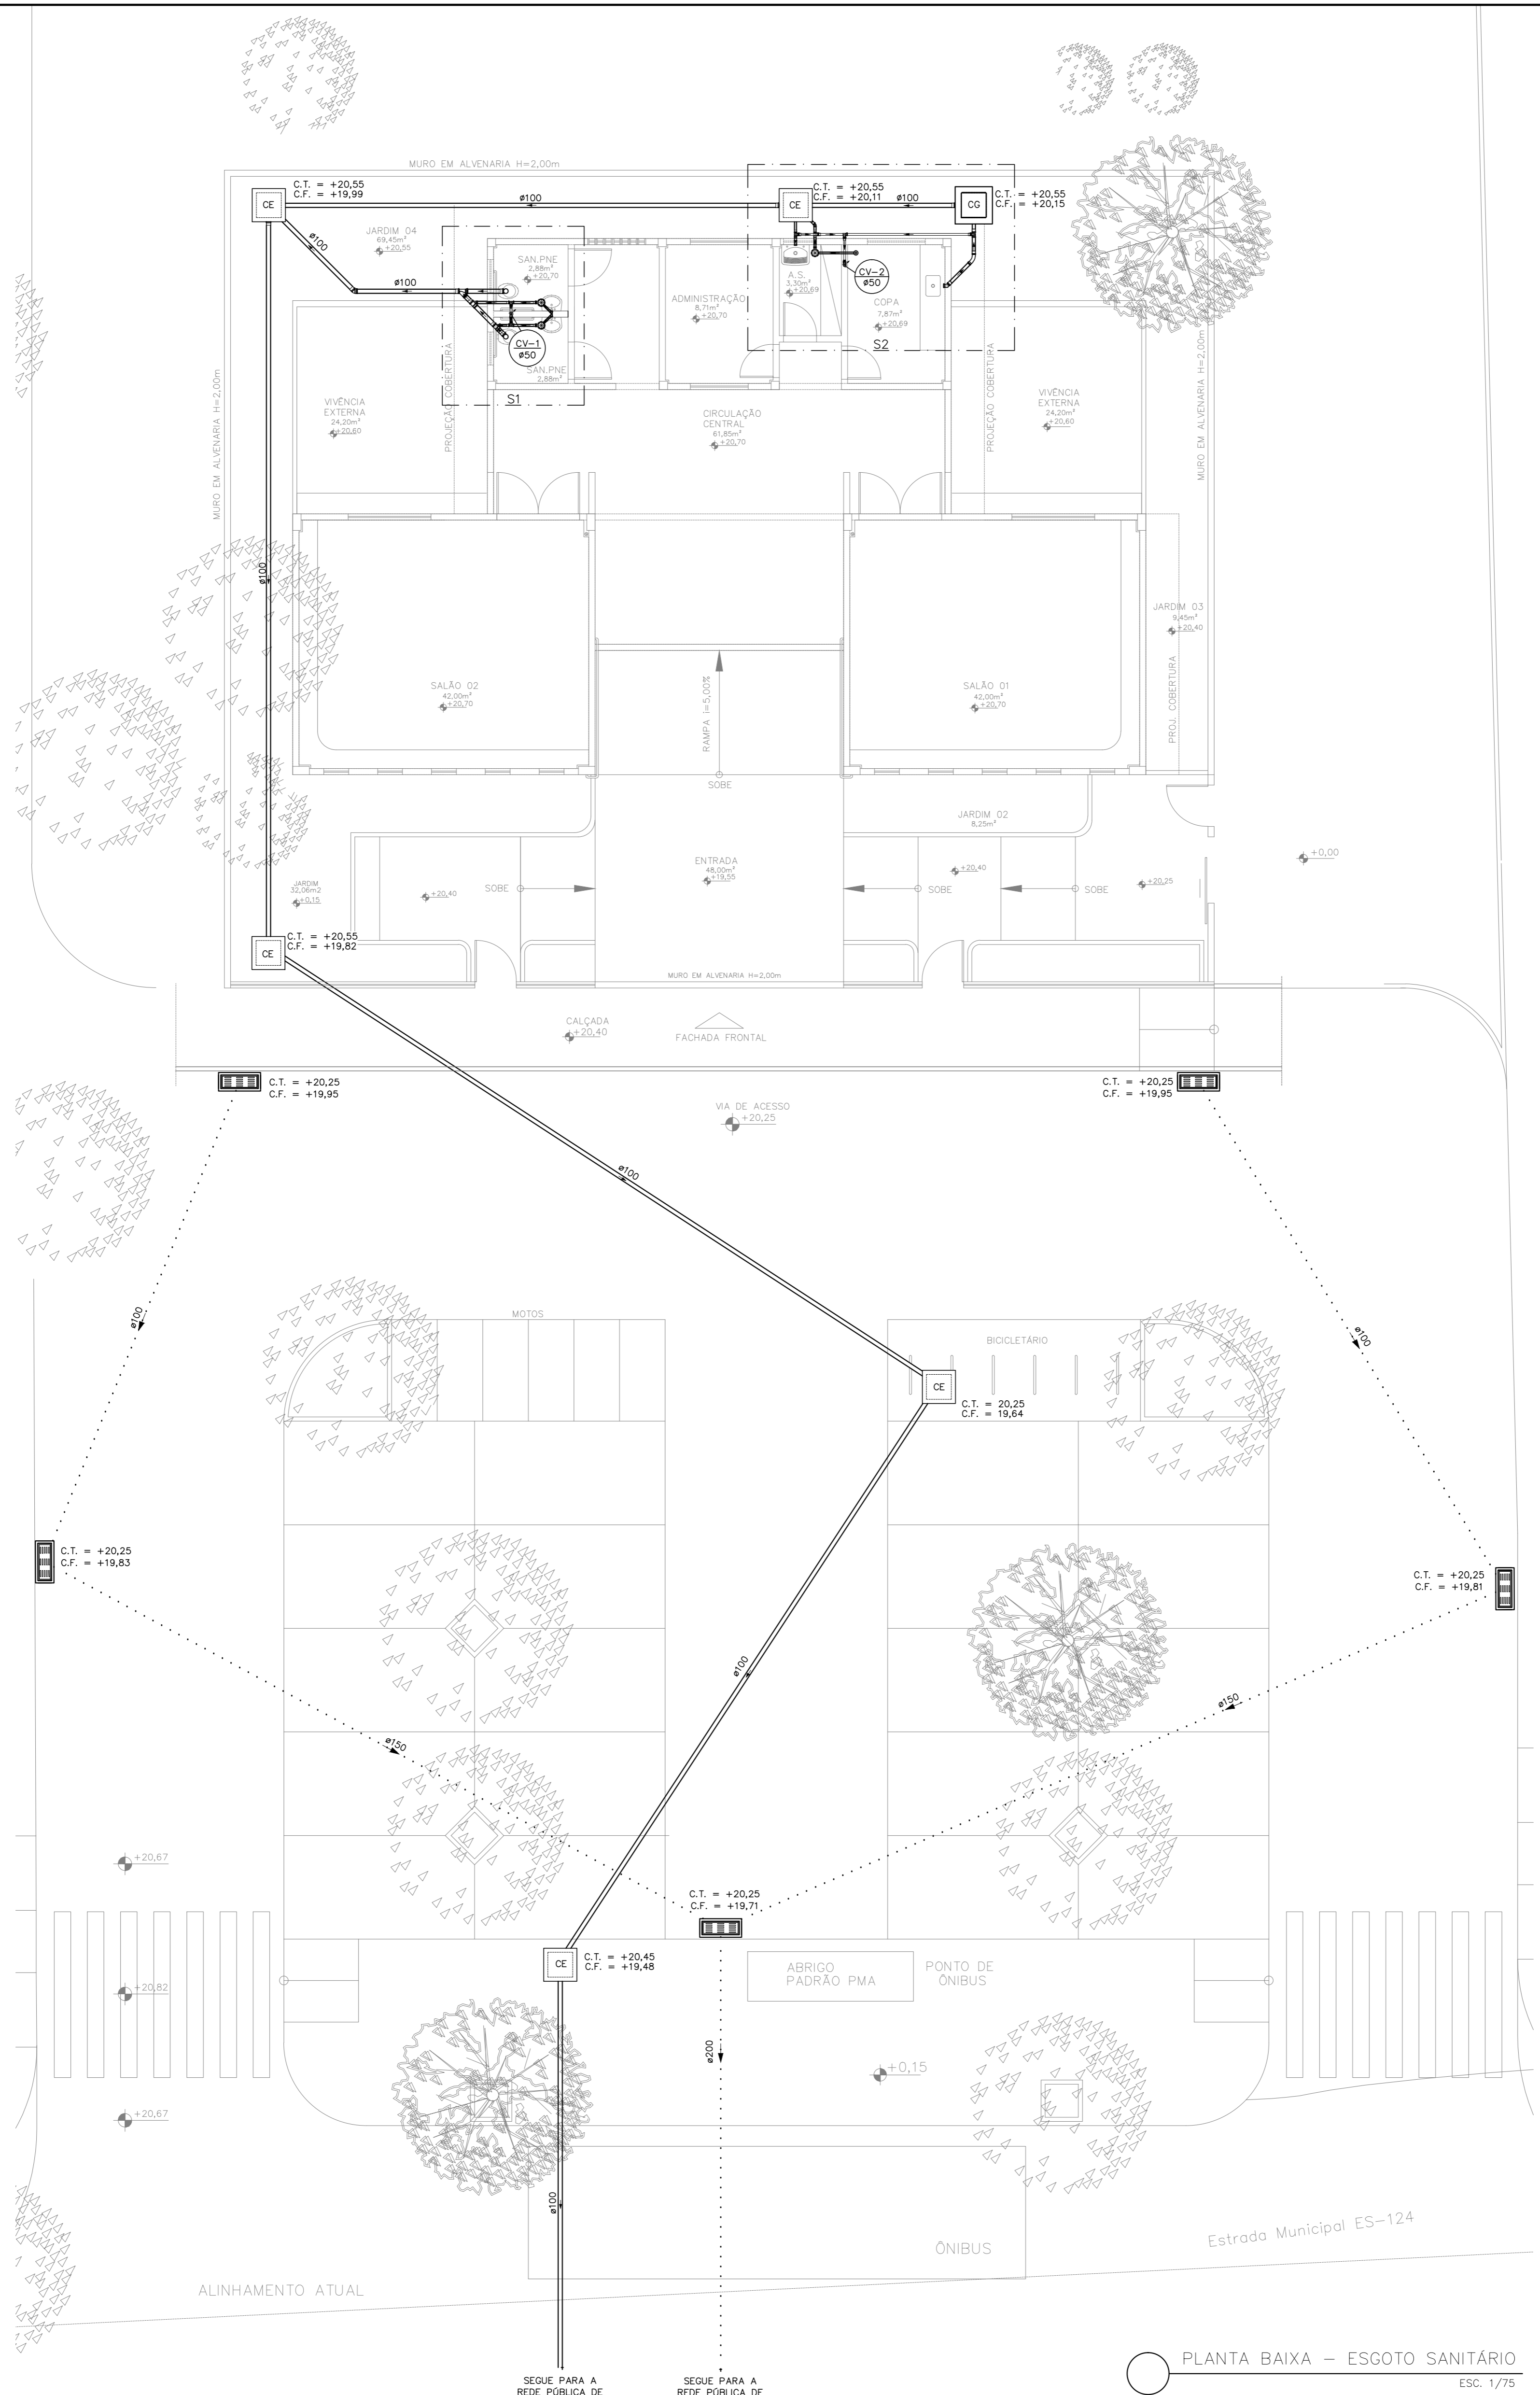 MURO EM ALVENARIA H=2,00m
C.T. = +20,55
C.F. = +19,99
CE
ø100
CE
C.T. = +20,55
C.F. = +20,11
ø100
CG
C.T. = +20,55
C.F. = +20,15
JARDIM 04
69,45m²
+20,55
ø100
ø100
SAN.PNE
2,88m²
+20,70
ADMINISTRAÇÃO
8,71m²
+20,70
A.S.
3,30m²
+20,69
CV-2
ø50
COPA
7,87m²
+20,69
CV-1
ø50
SAN.PNE
2,88m²
S1
S2
PROJEÇÃO COBERTURA
PROJEÇÃO COBERTURA
MURO EM ALVENARIA H=2,00m
MURO EM ALVENARIA H=2,00m
VIVÊNCIA
EXTERNA
24,20m²
+20,60
CIRCULAÇÃO
CENTRAL
61,85m²
+20,70
VIVÊNCIA
EXTERNA
24,20m²
+20,60
ø100
JARDIM 03
9,45m²
+20,40
SALÃO 02
42,00m²
+20,70
RAMPA i=5,00%
SALÃO 01
42,00m²
+20,70
PROJ. COBERTURA
SOBE
JARDIM 02
8,25m²
+0,00
JARDIM
32,06m2
+0,15
+20,40
SOBE
ENTRADA
48,00m²
+19,55
SOBE
+20,40
SOBE
+20,25
CE
C.T. = +20,55
C.F. = +19,82
MURO EM ALVENARIA H=2,00m
CALÇADA
+20,40
FACHADA FRONTAL
C.T. = +20,25
C.F. = +19,95
C.T. = +20,25
C.F. = +19,95
VIA DE ACESSO
+20,25
ø100
ø100
ø100
MOTOS
BICICLETÁRIO
CE
C.T. = 20,25
C.F. = 19,64
C.T. = +20,25
C.F. = +19,83
C.T. = +20,25
C.F. = +19,81
ø100
ø150
ø150
+20,67
C.T. = +20,25
C.F. = +19,71
CE
C.T. = +20,45
C.F. = +19,48
ABRIGO
PADRÃO PMA
PONTO DE
ÔNIBUS
+20,82
ø200
+0,15
+20,67
ø100
ÔNIBUS
Estrada Municipal ES-124
ALINHAMENTO ATUAL
SEGUE PARA A
REDE PÚBLICA DE
SEGUE PARA A
REDE PÚBLICA DE
PLANTA BAIXA - ESGOTO SANITÁRIO
ESC. 1/75